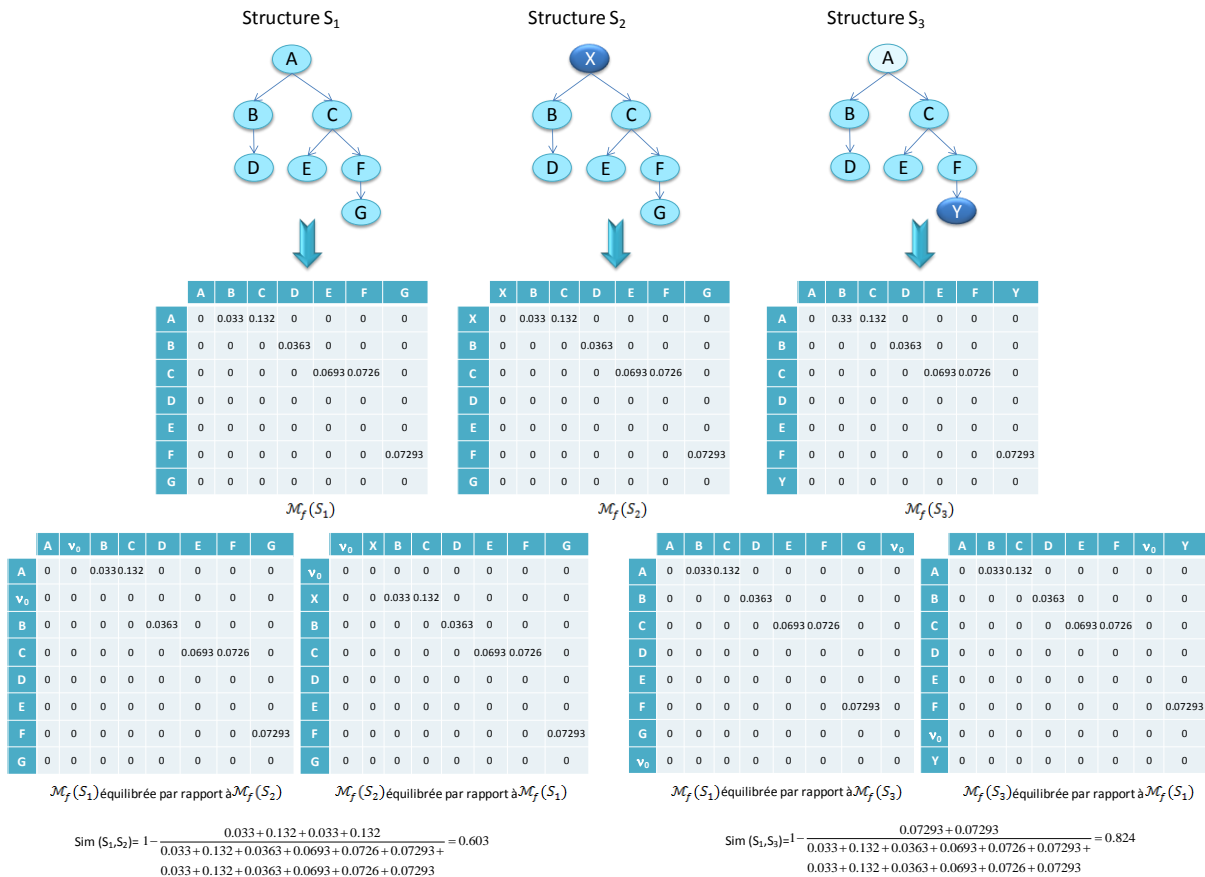 Structure S1
Structure S2
Structure S3
A
X
A
B C
B C
B C
D E F
D E F
D E F
G
G
Y
A B C D E F G
A 0 0.033 0.132 0 0 0 0
B 0 0 0 0.0363 0 0 0
C 0 0 0 0 0.0693 0.0726 0
D 0 0 0 0 0 0 0
E 0 0 0 0 0 0 0
F 0 0 0 0 0 0 0.07293
G 0 0 0 0 0 0 0
ℳf(S1)
X B C D E F G
X 0 0.033 0.132 0 0 0 0
B 0 0 0 0.0363 0 0 0
C 0 0 0 0 0.0693 0.0726 0
D 0 0 0 0 0 0 0
E 0 0 0 0 0 0 0
F 0 0 0 0 0 0 0.07293
G 0 0 0 0 0 0 0
ℳf(S2)
A B C D E F Y
A 0 0.33 0.132 0 0 0 0
B 0 0 0 0.0363 0 0 0
C 0 0 0 0 0.0693 0.0726 0
D 0 0 0 0 0 0 0
E 0 0 0 0 0 0 0
F 0 0 0 0 0 0 0.07293
Y 0 0 0 0 0 0 0
ℳf(S3)
A ν0 B C D E F G
A 0 0 0.033 0.132 0 0 0 0
ν0 0 0 0 0 0 0 0 0
B 0 0 0 0 0.0363 0 0 0
C 0 0 0 0 0 0.0693 0.0726 0
D 0 0 0 0 0 0 0 0
E 0 0 0 0 0 0 0 0
F 0 0 0 0 0 0 0 0.07293
G 0 0 0 0 0 0 0 0
ℳf(S1) équilibrée par rapport à ℳf(S2)
ν0 X B C D E F G
ν0 0 0 0 0 0 0 0 0
X 0 0 0.033 0.132 0 0 0 0
B 0 0 0 0 0.0363 0 0 0
C 0 0 0 0 0 0.0693 0.0726 0
D 0 0 0 0 0 0 0 0
E 0 0 0 0 0 0 0 0
F 0 0 0 0 0 0 0 0.07293
G 0 0 0 0 0 0 0 0
ℳf(S2) équilibrée par rapport à ℳf(S1)
A B C D E F G ν0
A 0 0.033 0.132 0 0 0 0 0
B 0 0 0 0.0363 0 0 0 0
C 0 0 0 0 0.0693 0.0726 0 0
D 0 0 0 0 0 0 0 0
E 0 0 0 0 0 0 0 0
F 0 0 0 0 0 0 0.07293 0
G 0 0 0 0 0 0 0 0
ν0 0 0 0 0 0 0 0 0
ℳf(S1) équilibrée par rapport à ℳf(S3)
A B C D E F ν0 Y
A 0 0.033 0.132 0 0 0 0 0
B 0 0 0 0.0363 0 0 0 0
C 0 0 0 0 0.0693 0.0726 0 0
D 0 0 0 0 0 0 0 0
E 0 0 0 0 0 0 0 0
F 0 0 0 0 0 0 0 0.07293
ν0 0 0 0 0 0 0 0 0
Y 0 0 0 0 0 0 0 0
ℳf(S3) équilibrée par rapport à ℳf(S1)
0.033+0.132+0.033+0.132
Sim (S1,S2)= 1− =0.603
0.033+0.132+0.0363+0.0693+0.0726+0.07293+
0.033+0.132+0.0363+0.0693+0.0726+0.07293
0.07293+0.07293
Sim (S1,S3)=1− =0.824
0.033+0.132+0.0363+0.0693+0.0726+0.07293+
0.033+0.132+0.0363+0.0693+0.0726+0.07293